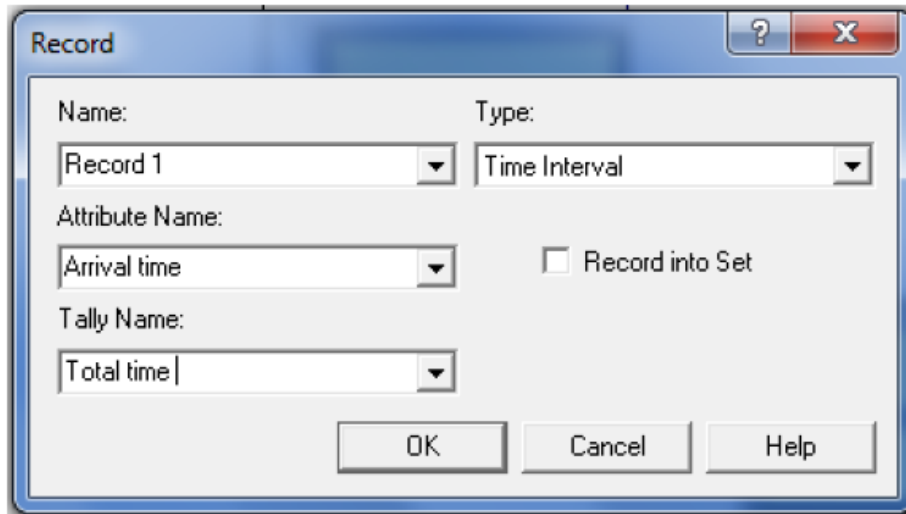 Record
?
X
Name:
Type:
Record 1
Time Interval
Attribute Name:
Arrival time
Record into Set
Tally Name:
Total time
OK
Cancel
Help